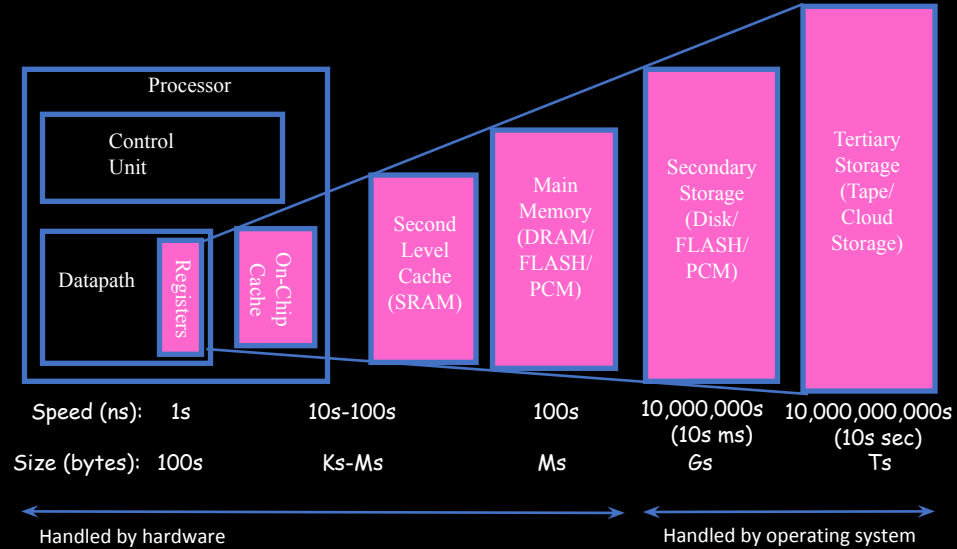 Processor
Control
Unit
Datapath
Registers
On-Chip
Cache
Second
Level
Cache
(SRAM)
Main
Memory
(DRAM/
FLASH/
PCM)
Secondary
Storage
(Disk/
FLASH/
PCM)
Tertiary
Storage
(Tape/
Cloud
Storage)
Speed (ns): 1s 10s-100s 100s 10,000,000s 10,000,000,000s
(10s ms) (10s sec)
Size (bytes): 100s Ks-Ms Ms Gs Ts
Handled by hardware Handled by operating system